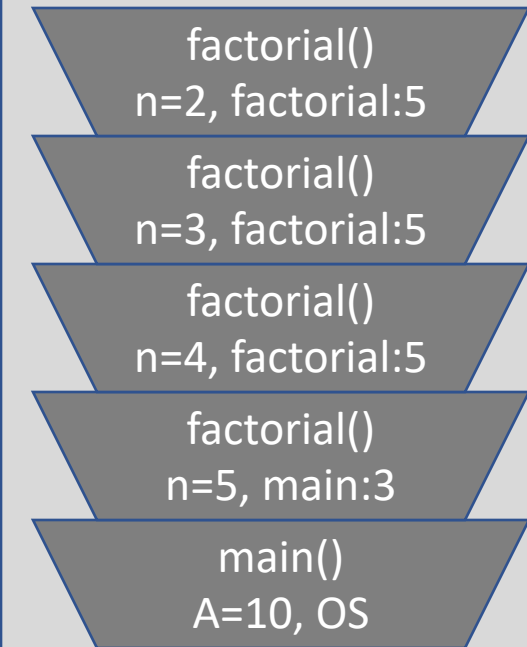 factorial()
n=2, factorial:5
factorial()
n=3, factorial:5
factorial()
n=4, factorial:5
factorial()
n=5, main:3
main()
A=10, OS